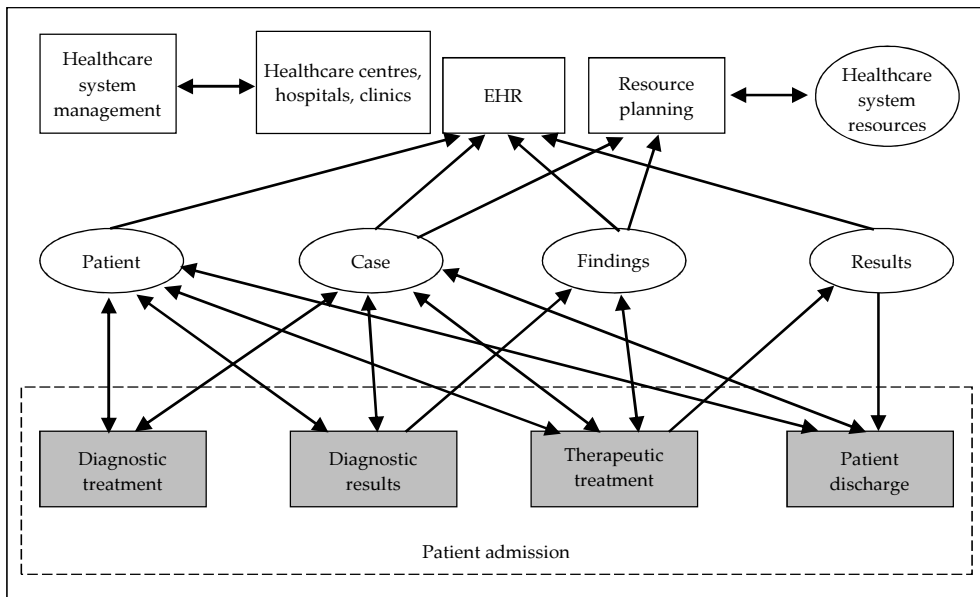 Healthcare
system
management
Healthcare centres,
hospitals, clinics
EHR
Resource
planning
Healthcare
system
resources
Patient
Case
Findings
Results
Diagnostic
treatment
Diagnostic
results
Therapeutic
treatment
Patient
discharge
Patient admission